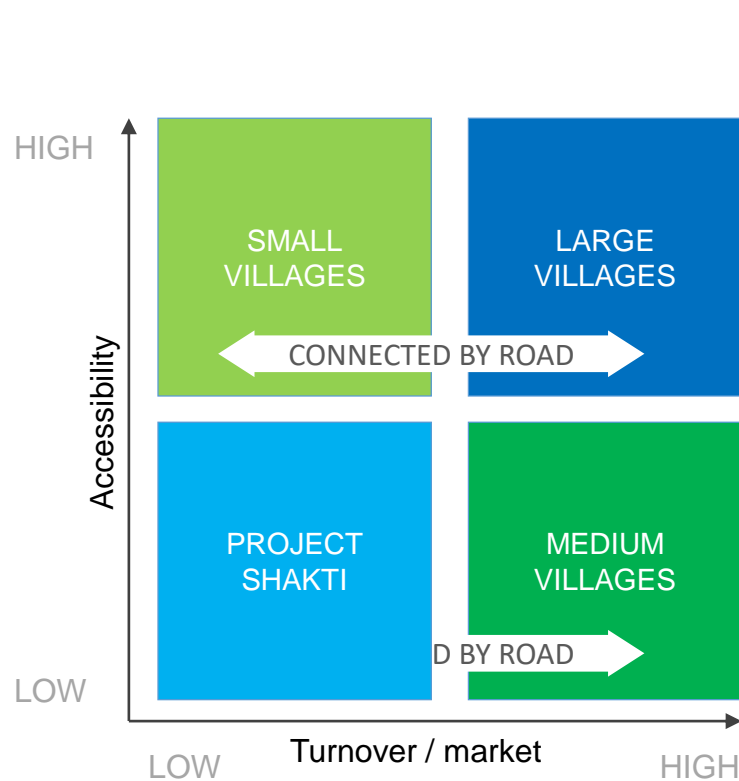 HIGH
SMALL
VILLAGES
LARGE
VILLAGES
CONNECTED BY ROAD
Accessibility
PROJECT
SHAKTI
MEDIUM
VILLAGES
D BY ROAD
LOW
LOW
Turnover / market
HIGH